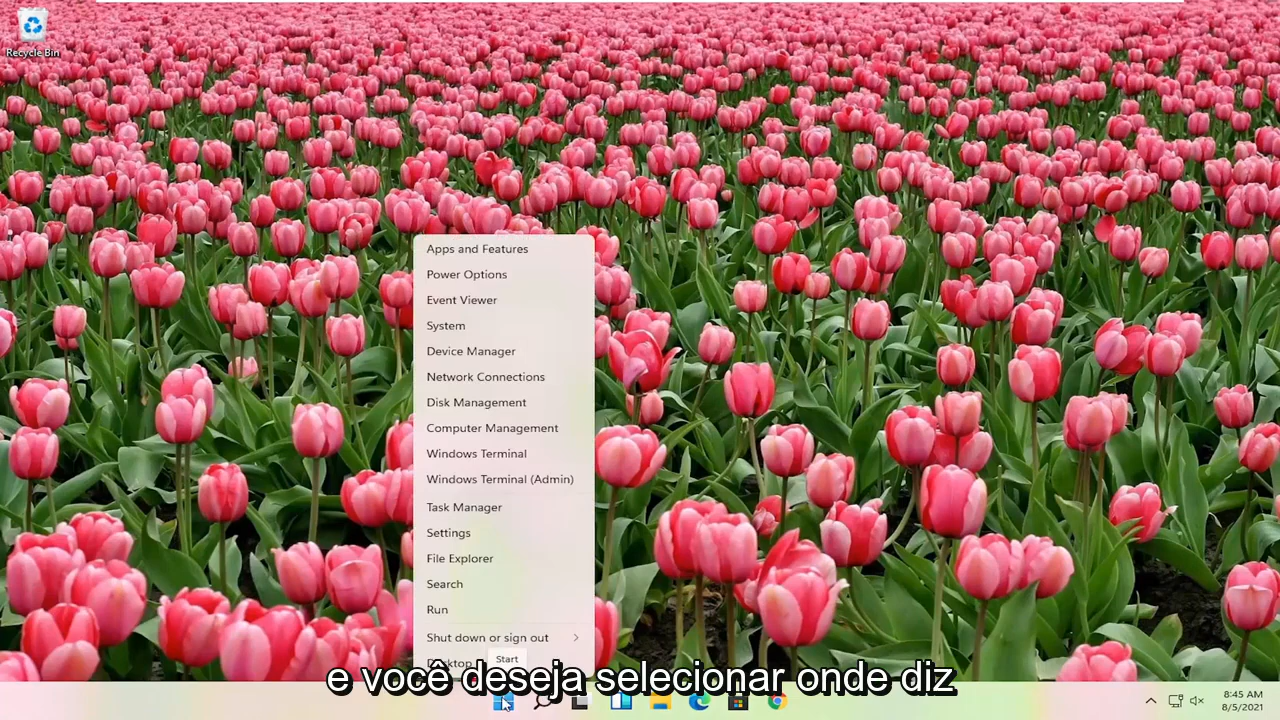 Recycle Bin
Apps and Features
Power Options
Event Viewer
System
Device Manager
Network Connections
Disk Management
Computer Management
Windows Terminal
Windows Terminal (Admin)
Task Manager
Settings
File Explorer
Search
Run
Shut down or sign out
Desktop
Start
e você deseja selecionar onde diz
8:45 AM
8/5/2021